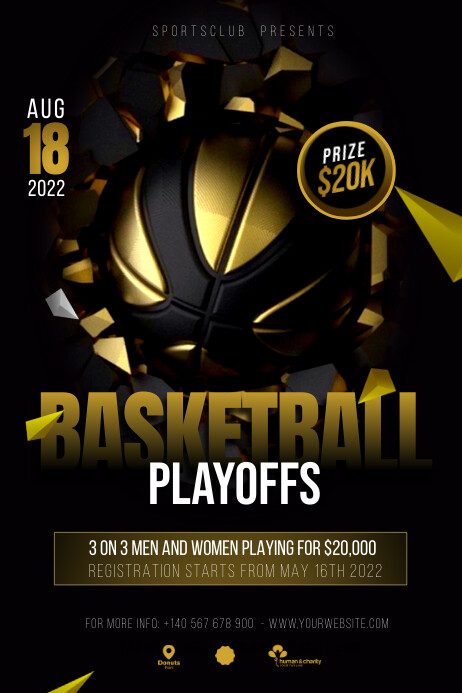 SPORTSCLUB PRESENTS
AUG
18
2022
PRIZE
$20K
BASKETBALL
PLAYOFFS
3 ON 3 MEN AND WOMEN PLAYING FOR $20,000
REGISTRATION STARTS FROM MAY 16TH 2022
FOR MORE INFO: +140 567 678 900 - WWW.YOURWEBSITE.COM
Donuts
human&charity